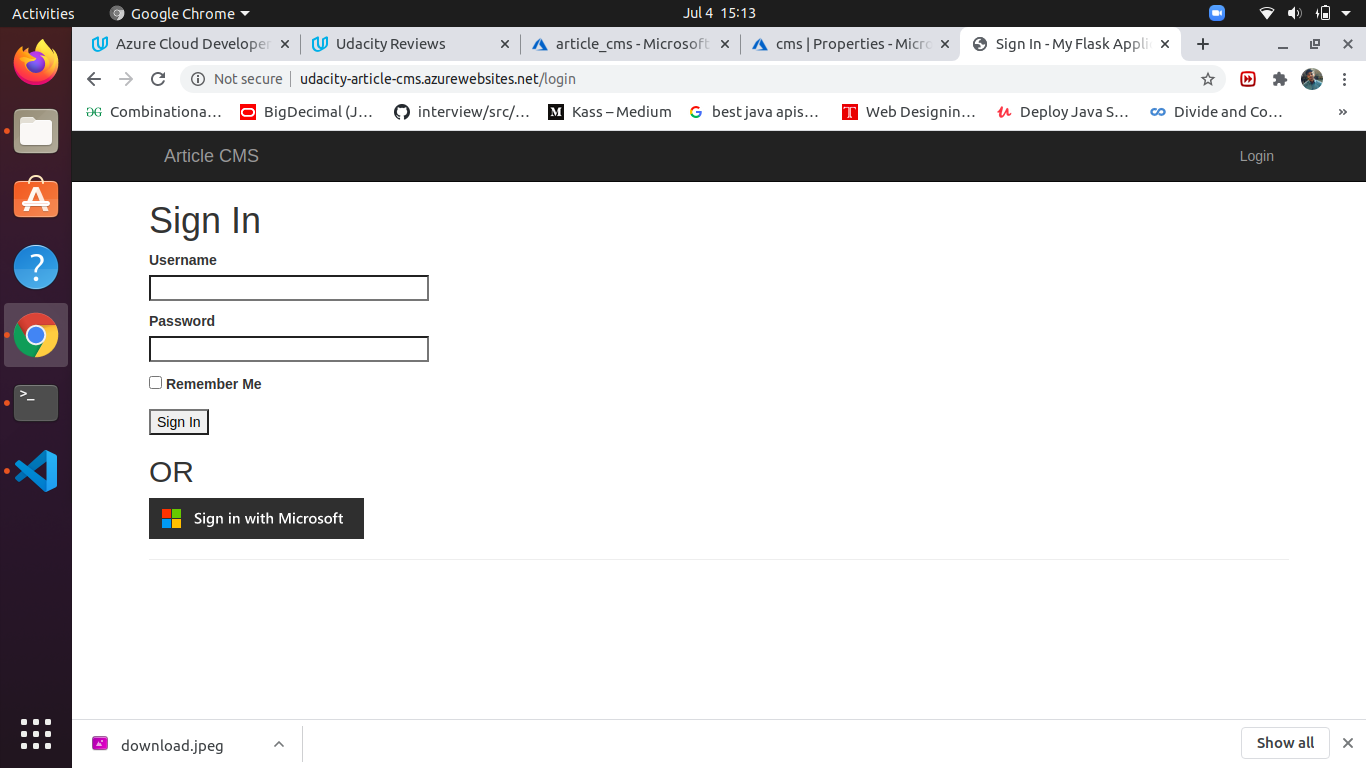 Activities
Google Chrome
Jul 4 15:13
Azure Cloud Developer
Udacity Reviews
article_cms - Microsoft
cms | Properties - Micro
Sign In - My Flask Appli
Not secure
udacity-article-cms.azurewebsites.net/login
Combinationa…
BigDecimal (J…
interview/src/…
Kass – Medium
best java apis…
Web Designin…
Deploy Java S…
Divide and Co…
»
Article CMS
Login
Sign In
Username
Password
Remember Me
Sign In
OR
Sign in with Microsoft
download.jpeg
Show all